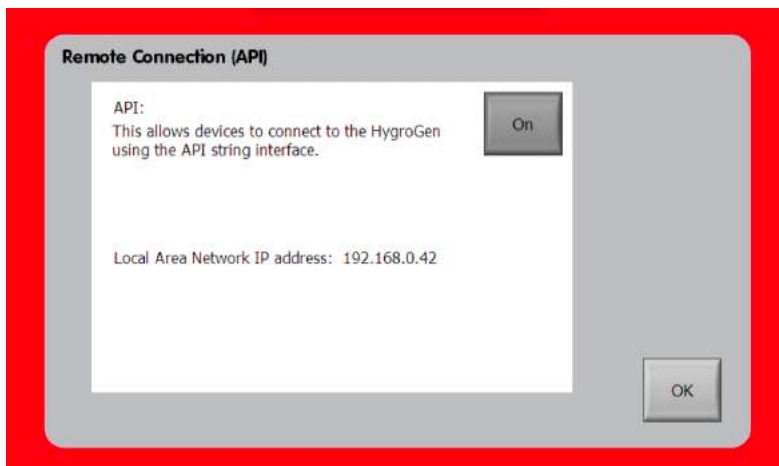 Remote Connection (API)
API:
On
This allows devices to connect to the HygroGen
using the API string interface.
Local Area Network IP address: 192.168.0.42
OK